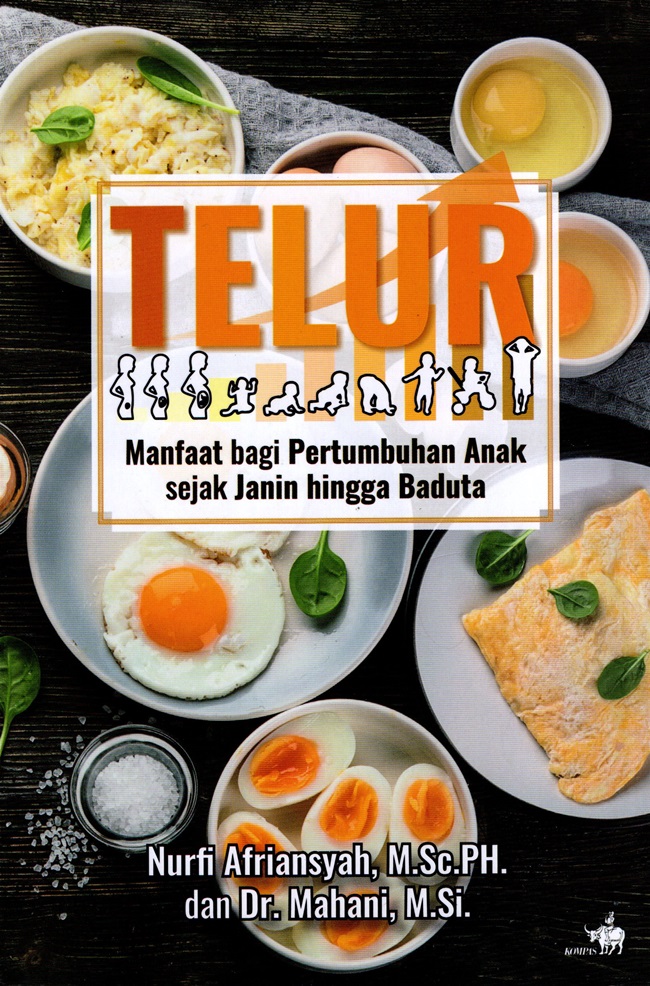 TELUR
Manfaat bagi Pertumbuhan Anak
sejak Janin hingga Baduta
Nurfi Afriansyah, M.Sc.PH.
dan Dr. Mahani, M.Si.
KOMPAS